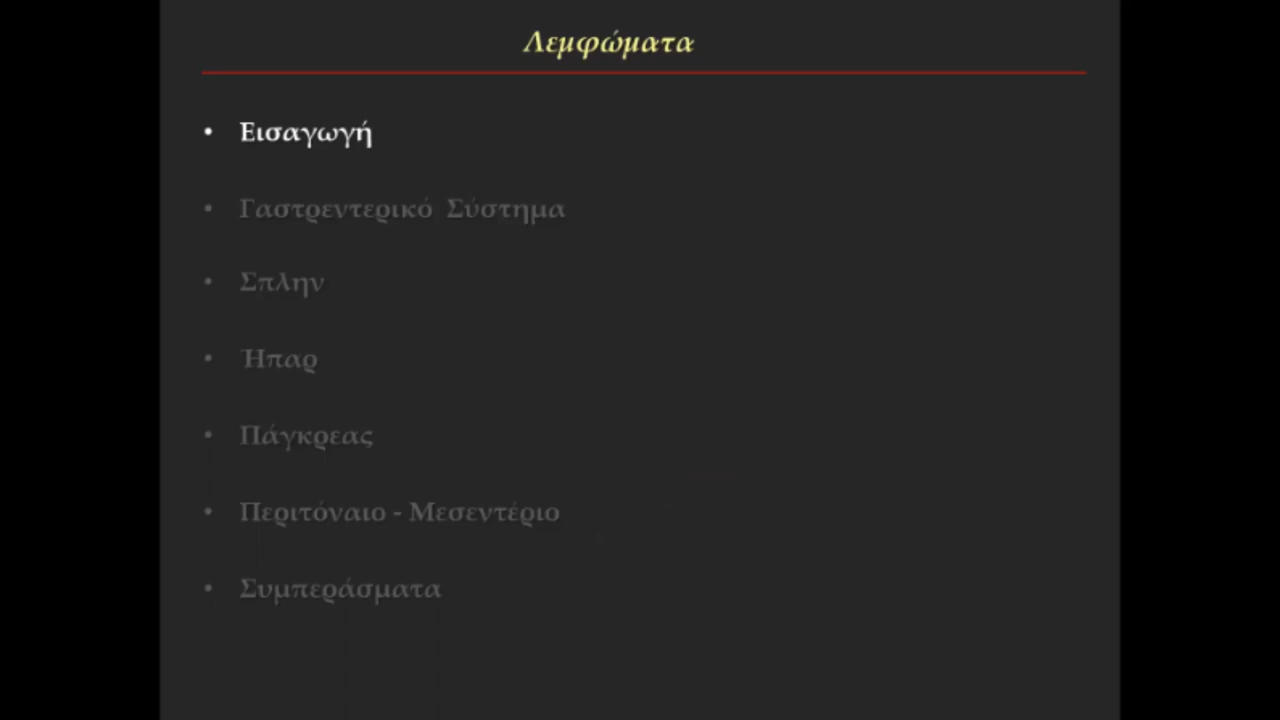 Λεμφώματα
• Εισαγωγή
• Γαστρεντερικό Σύστημα
• Σπλην
• Ήπαρ
• Πάγκρεας
• Περιτόναιο - Μεσεντέριο
• Συμπεράσματα